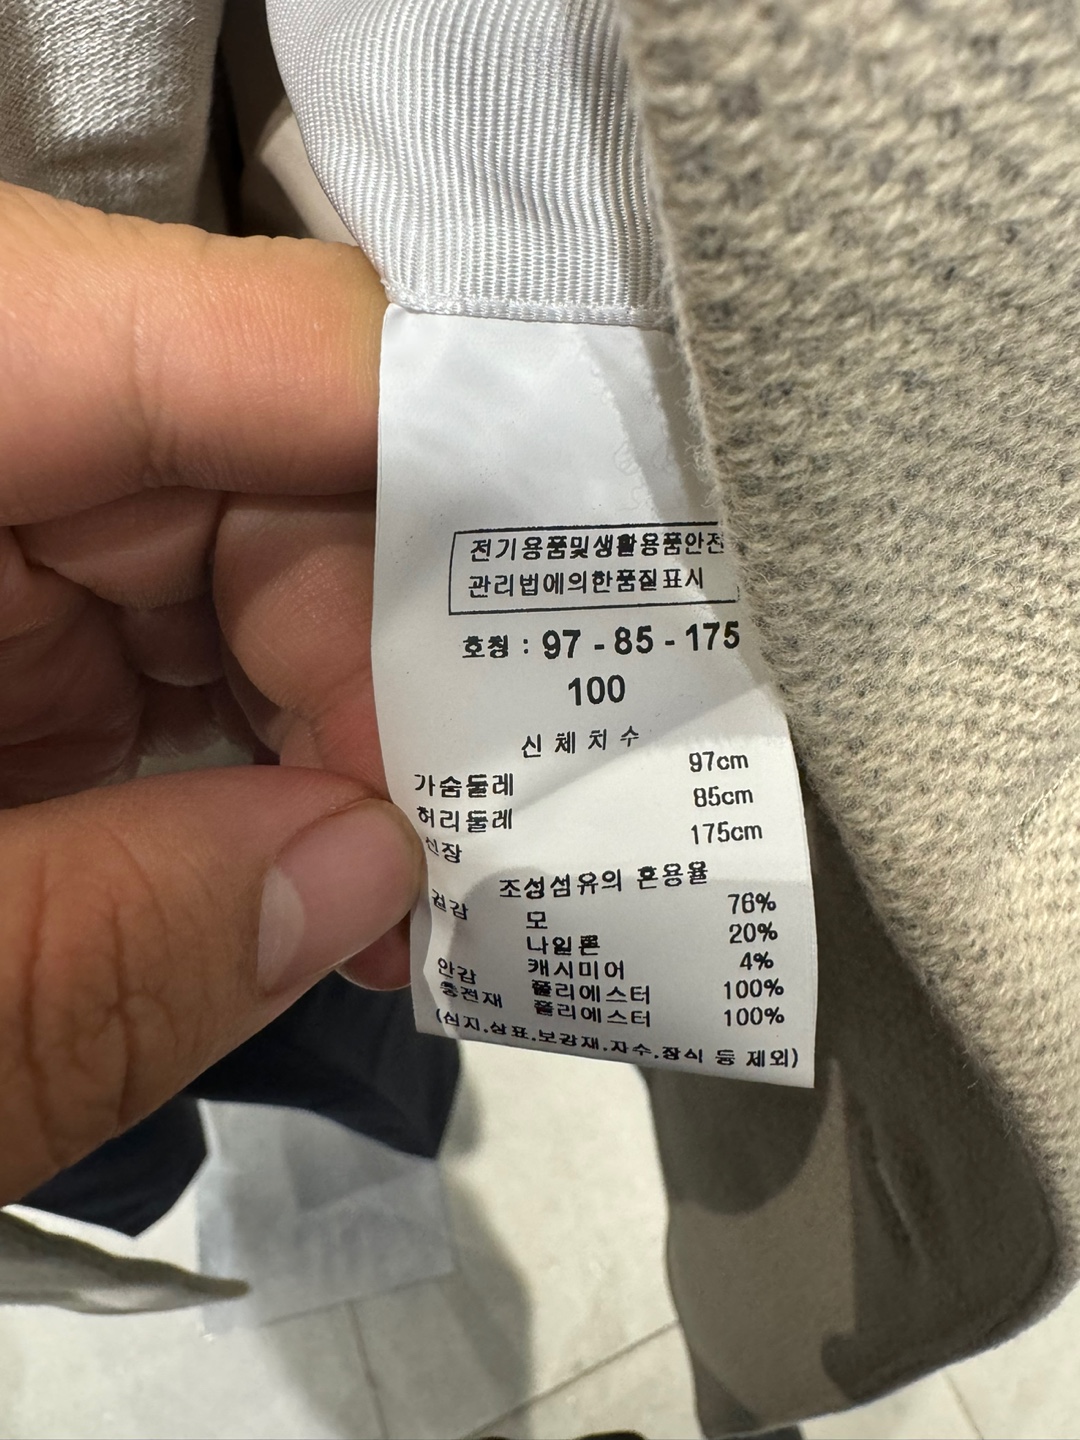 전기용품및생활용품안전
관리법에의한품질표시
호칭 : 97 - 85 - 175
100
신 체 치 수
가슴둘레 97cm
허리둘레 85cm
신장 175cm
조성섬유의 혼용율
겉감 모 76%
나일론 20%
캐시미어 4%
안감 폴리에스터 100%
충전재 폴리에스터 100%
(심지,상표,보강재,자수,장식 등 제외)